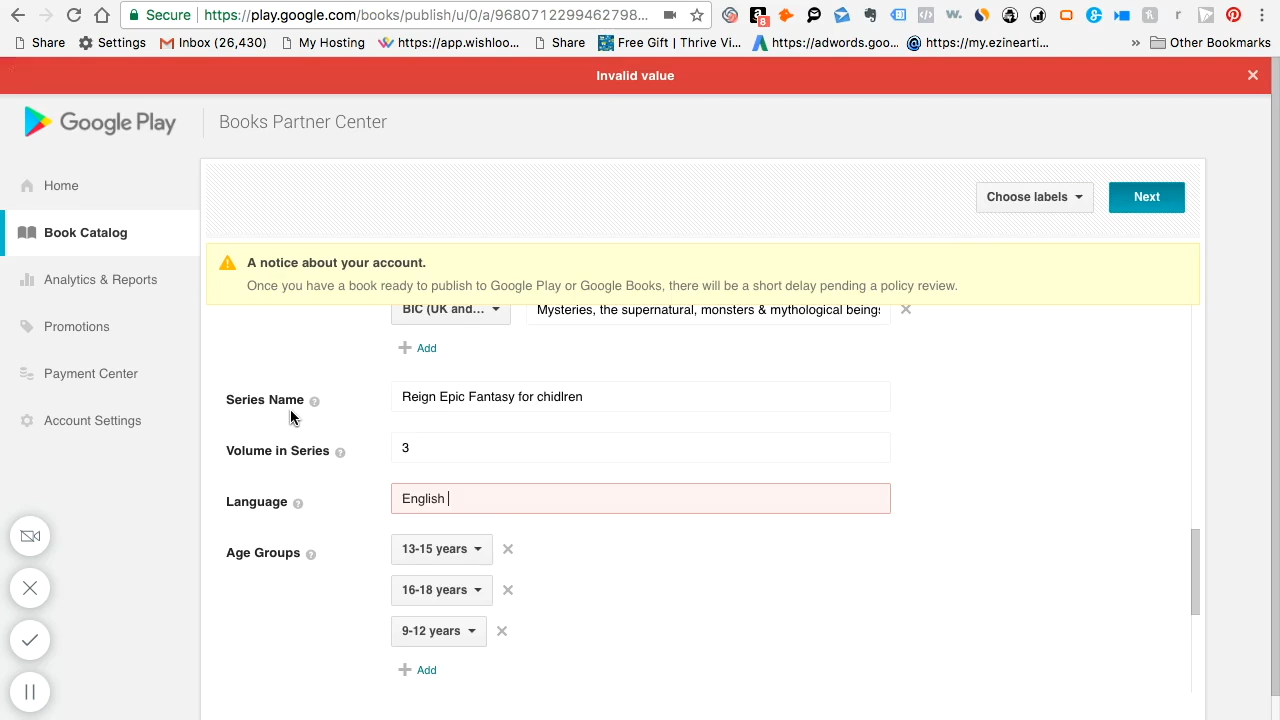 Secure
https://play.google.com/books/publish/u/0/a/9680712299462798...
Share
Settings
Inbox (26,430)
My Hosting
https://app.wishloo...
Share
Free Gift | Thrive Vi...
https://adwords.goo...
https://my.ezinearti...
»
Other Bookmarks
Invalid value
Google Play
Books Partner Center
Home
Book Catalog
Analytics & Reports
Promotions
Payment Center
Account Settings
Choose labels
Next
A notice about your account.
Once you have a book ready to publish to Google Play or Google Books, there will be a short delay pending a policy review.
BIC (UK and...
Mysteries, the supernatural, monsters & mythological beings
Add
Series Name ?
Reign Epic Fantasy for chidlren
Volume in Series ?
3
Language ?
English
Age Groups ?
13-15 years
16-18 years
9-12 years
Add